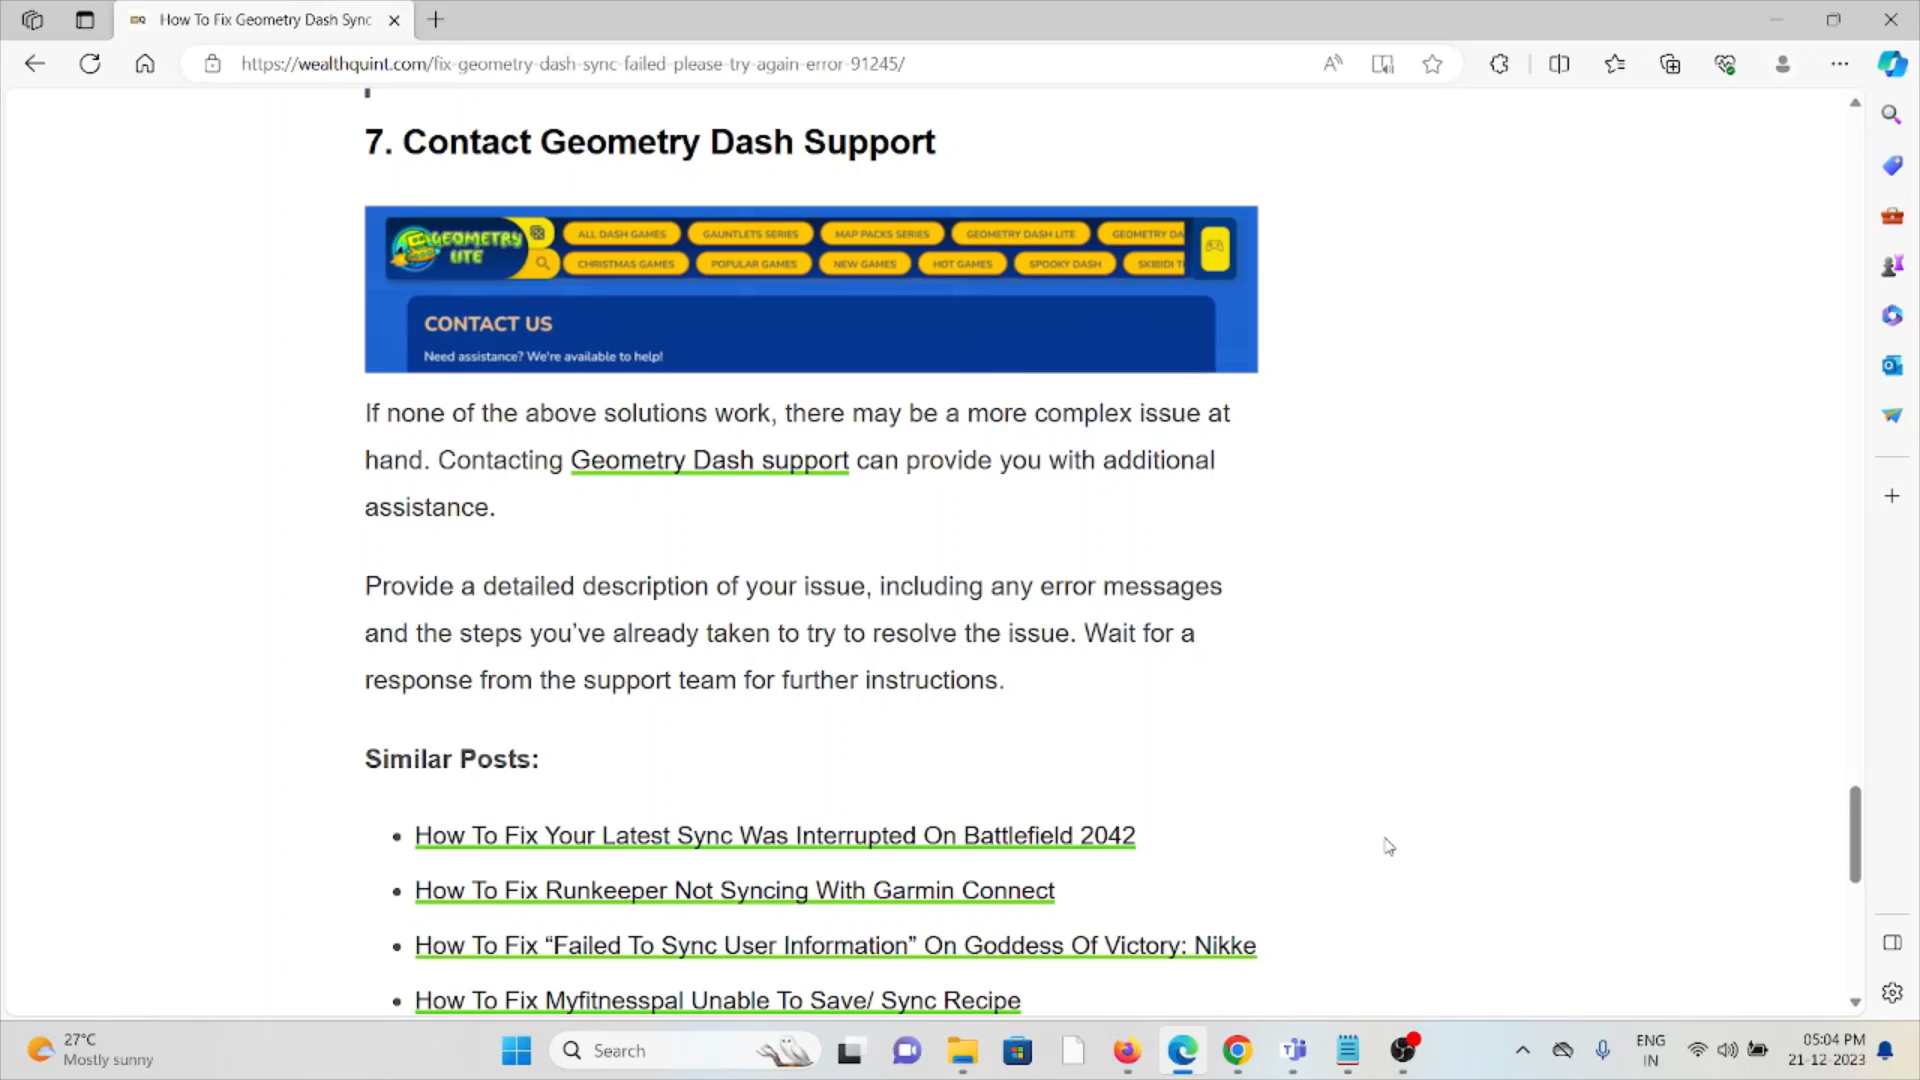 How To Fix Geometry Dash Sync
https://wealthquint.com/fix-geometry-dash-sync-failed-please-try-again-error-91245/
7. Contact Geometry Dash Support
GEOMETRY
LITE
ALL DASH GAMES
GAUNTLETS SERIES
MAP PACKS SERIES
GEOMETRY DASH LITE
GEOMETRY DA
CHRISTMAS GAMES
POPULAR GAMES
NEW GAMES
HOT GAMES
SPOOKY DASH
SKIBIDI T
CONTACT US
Need assistance? We're available to help!
If none of the above solutions work, there may be a more complex issue at
hand. Contacting Geometry Dash support can provide you with additional
assistance.
Provide a detailed description of your issue, including any error messages
and the steps you’ve already taken to try to resolve the issue. Wait for a
response from the support team for further instructions.
Similar Posts:
How To Fix Your Latest Sync Was Interrupted On Battlefield 2042
How To Fix Runkeeper Not Syncing With Garmin Connect
How To Fix “Failed To Sync User Information” On Goddess Of Victory: Nikke
How To Fix Myfitnesspal Unable To Save/ Sync Recipe
27°C
Mostly sunny
Search
ENG
IN
05:04 PM
21-12-2023